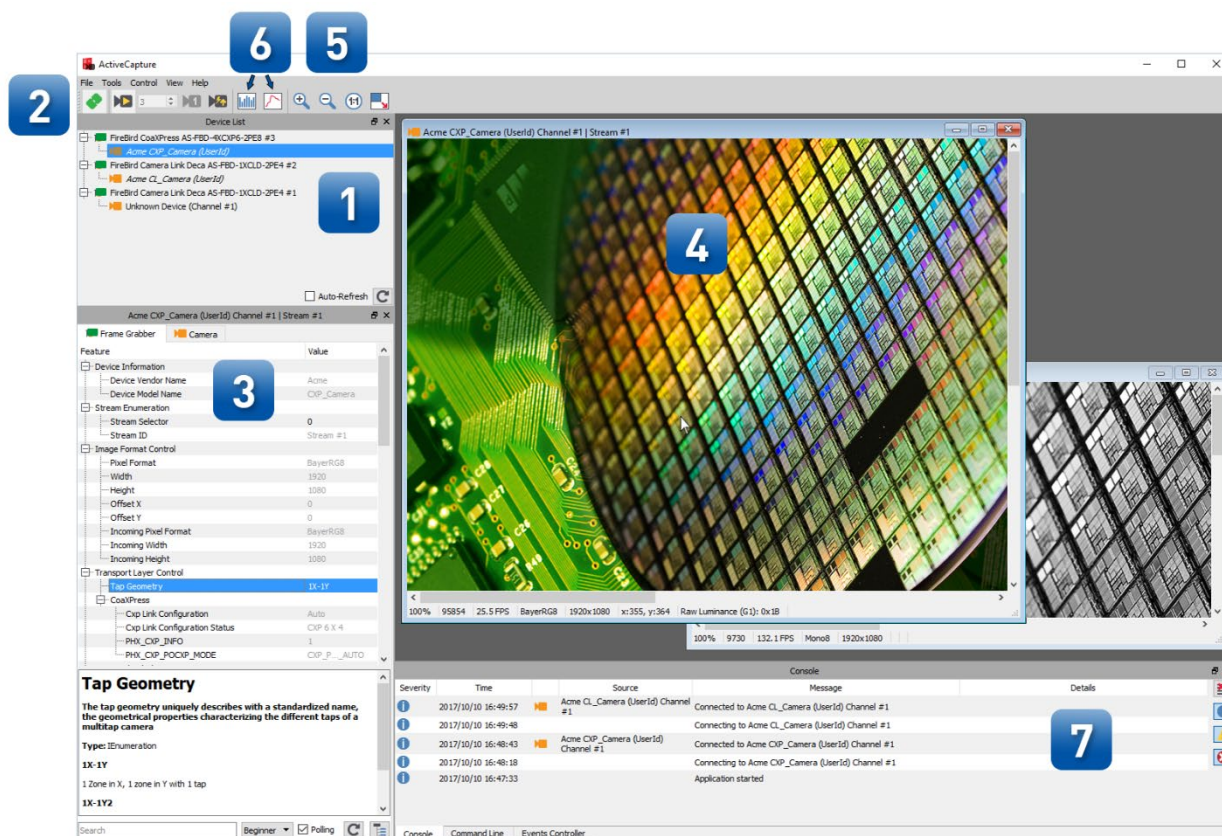 6
5
ActiveCapture
2
File Tools Control View Help
3
1
1:1
Device List
FireBird CoaXPress AS-FBD-4XCXP6-2PE8 #3
Acme CXP_Camera (UserId)
FireBird Camera Link Deca AS-FBD-1XCLD-2PE4 #2
Acme CL_Camera (UserId)
FireBird Camera Link Deca AS-FBD-1XCLD-2PE4 #1
Unknown Device (Channel #1)
1
Auto-Refresh
Acme CXP_Camera (UserId) Channel #1 | Stream #1
4
Acme CXP_Camera (UserId) Channel #1 | Stream #1
Frame Grabber Camera
Feature Value
3
Device Information
Device Vendor Name Acme
Device Model Name CXP_Camera
Stream Enumeration
Stream Selector 0
Stream ID Stream #1
Image Format Control
Pixel Format BayerRG8
Width 1920
Height 1080
Offset X 0
Offset Y 0
Incoming Pixel Format BayerRG8
Incoming Width 1920
Incoming Height 1080
Transport Layer Control
Tap Geometry 1X-1Y
CoaXPress
Cxp Link Configuration Auto
Cxp Link Configuration Status CXP 6 X 4
PHX_CXP_INFO 1
PHX_CXP_POCXP_MODE CXP_P..._AUTO
C28
C27
C26
C29
100% 95854 25.5 FPS BayerRG8 1920x1080 x:355, y:364 Raw Luminance (G1): 0x1B
100% 9730 132.1 FPS Mono8 1920x1080
Tap Geometry
The tap geometry uniquely describes with a standardized name, the geometrical properties characterizing the different taps of a multitap camera
Type: IEnumeration
1X-1Y
1 Zone in X, 1 zone in Y with 1 tap
1X-1Y2
Search Beginner Polling
Console
Severity Time Source Message Details
2017/10/10 16:49:57 Acme CL_Camera (UserId) Channel #1 Connected to Acme CL_Camera (UserId) Channel #1
2017/10/10 16:49:48 Connecting to Acme CL_Camera (UserId) Channel #1
2017/10/10 16:48:43 Acme CXP_Camera (UserId) Channel #1 Connected to Acme CXP_Camera (UserId) Channel #1
2017/10/10 16:48:18 Connecting to Acme CXP_Camera (UserId) Channel #1
2017/10/10 16:47:33 Application started
7
Console Command Line Events Controller